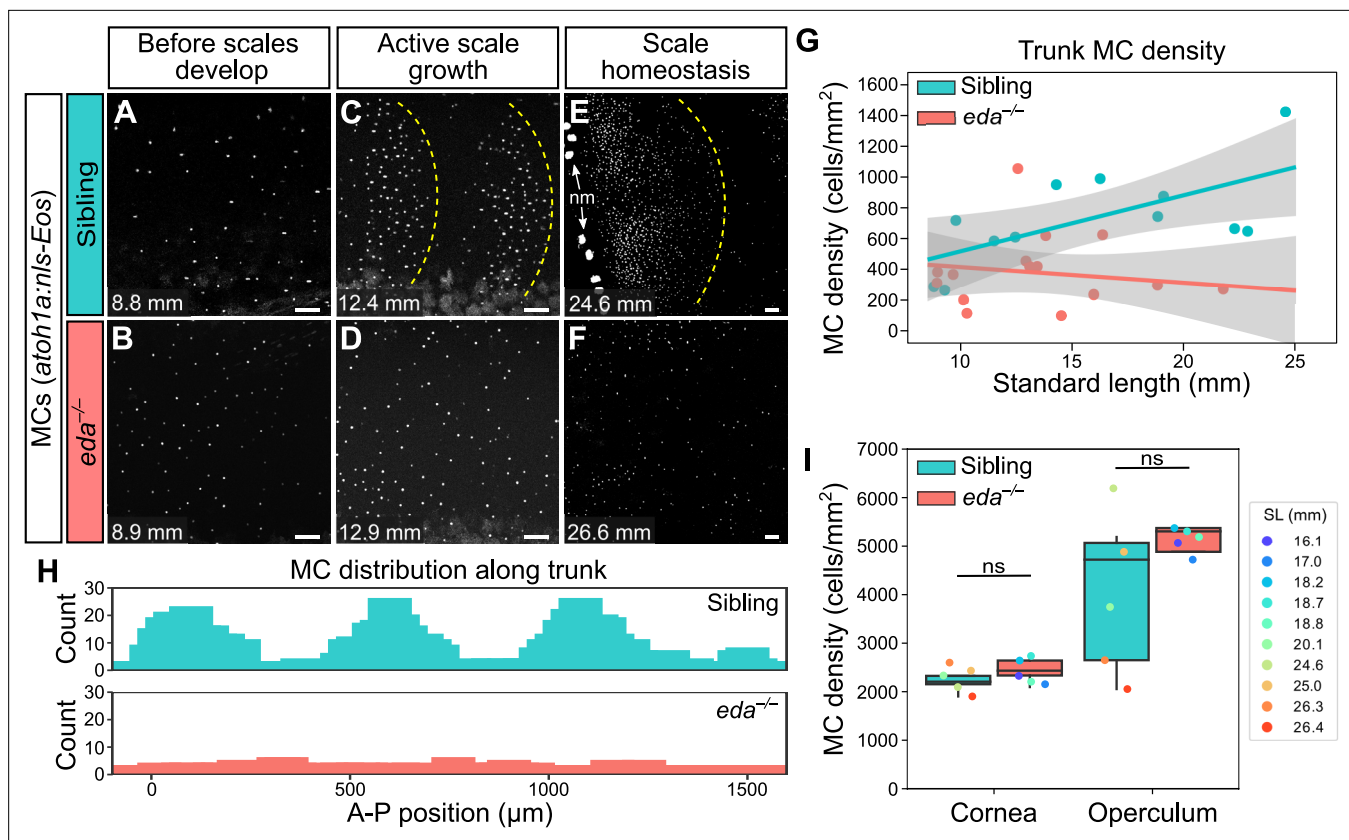 Before scales
develop
Active scale
growth
Scale
homeostasis
MCs (atoh1a:nls-Eos)
Sibling
eda–/–
A
8.8 mm
C
12.4 mm
E
nm
24.6 mm
B
8.9 mm
D
12.9 mm
F
26.6 mm
G
Trunk MC density
Sibling
eda–/–
MC density (cells/mm²)
1600
1400
1200
1000
800
600
400
200
0
10
15
20
25
Standard length (mm)
H
MC distribution along trunk
Sibling
Count
30
20
10
0
eda–/–
Count
30
20
10
0
0
500
1000
1500
A-P position (µm)
I
Sibling
eda–/–
MC density (cells/mm²)
7000
6000
5000
4000
3000
2000
1000
0
ns
ns
Cornea
Operculum
SL (mm)
16.1
17.0
18.2
18.7
18.8
20.1
24.6
25.0
26.3
26.4